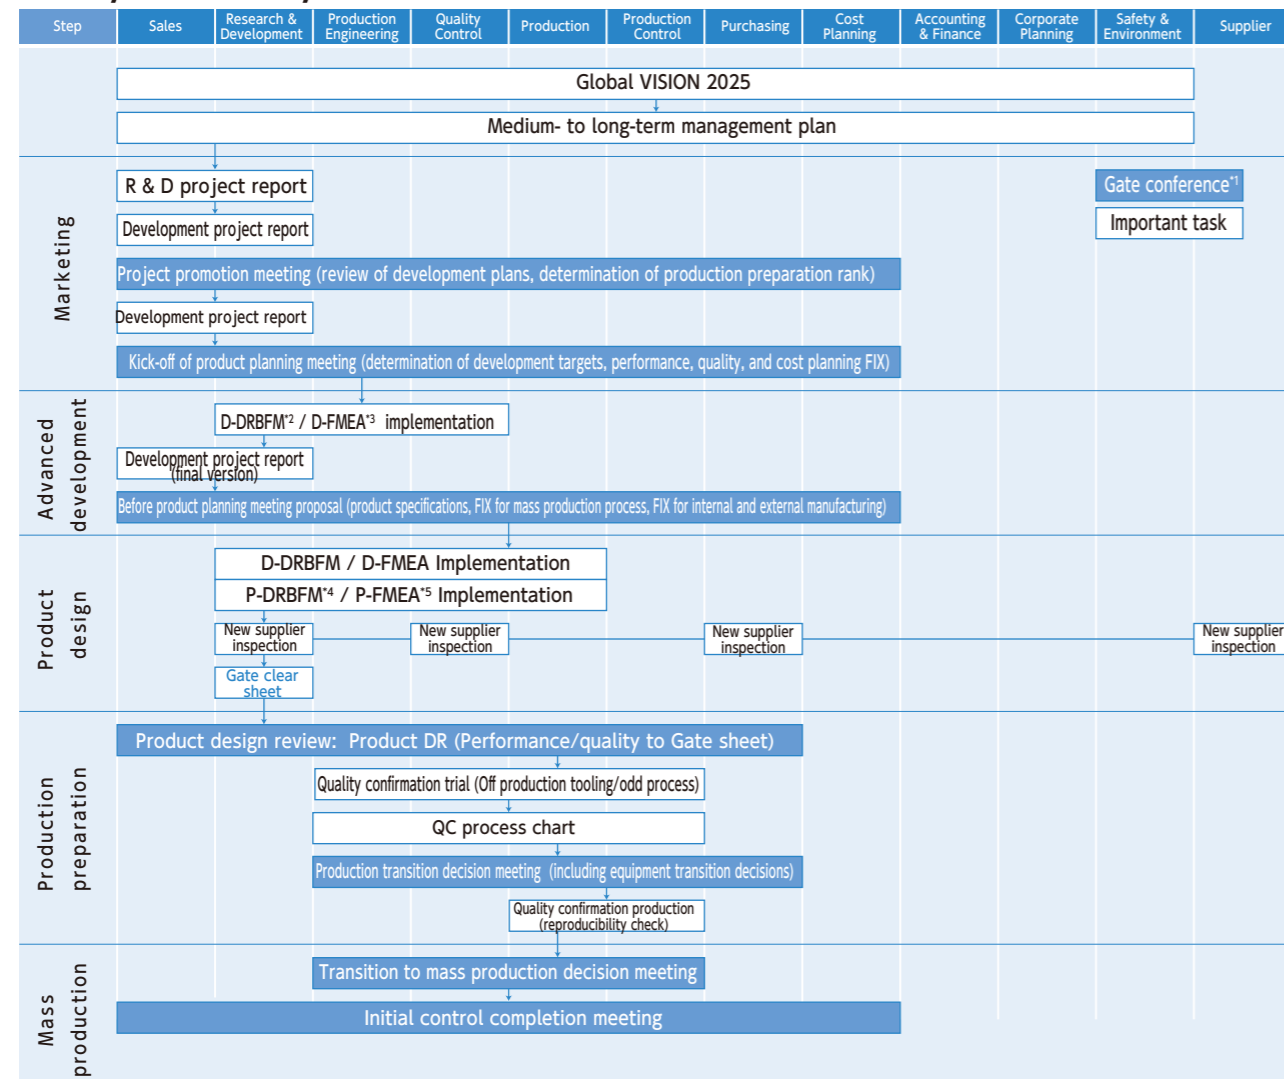 Step
Sales
Research &
Development
Production
Engineering
Quality
Control
Production
Production
Control
Purchasing
Cost
Planning
Accounting
& Finance
Corporate
Planning
Safety &
Environment
Supplier
Global VISION 2025
Medium- to long-term management plan
Marketing
R & D project report
Gate conference*1
Development project report
Important task
Project promotion meeting (review of development plans, determination of production preparation rank)
Development project report
Kick-off of product planning meeting (determination of development targets, performance, quality, and cost planning FIX)
Advanced
development
D-DRBFM*2 / D-FMEA*3 implementation
Development project report
(final version)
Before product planning meeting proposal (product specifications, FIX for mass production process, FIX for internal and external manufacturing)
Product
design
D-DRBFM / D-FMEA Implementation
P-DRBFM*4 / P-FMEA*5 Implementation
New supplier
inspection
New supplier
inspection
New supplier
inspection
New supplier
inspection
Gate clear
sheet
Production
preparation
Product design review: Product DR (Performance/quality to Gate sheet)
Quality confirmation trial (Off production tooling/odd process)
QC process chart
Production transition decision meeting (including equipment transition decisions)
Quality confirmation production
(reproducibility check)
Mass
production
Transition to mass production decision meeting
Initial control completion meeting